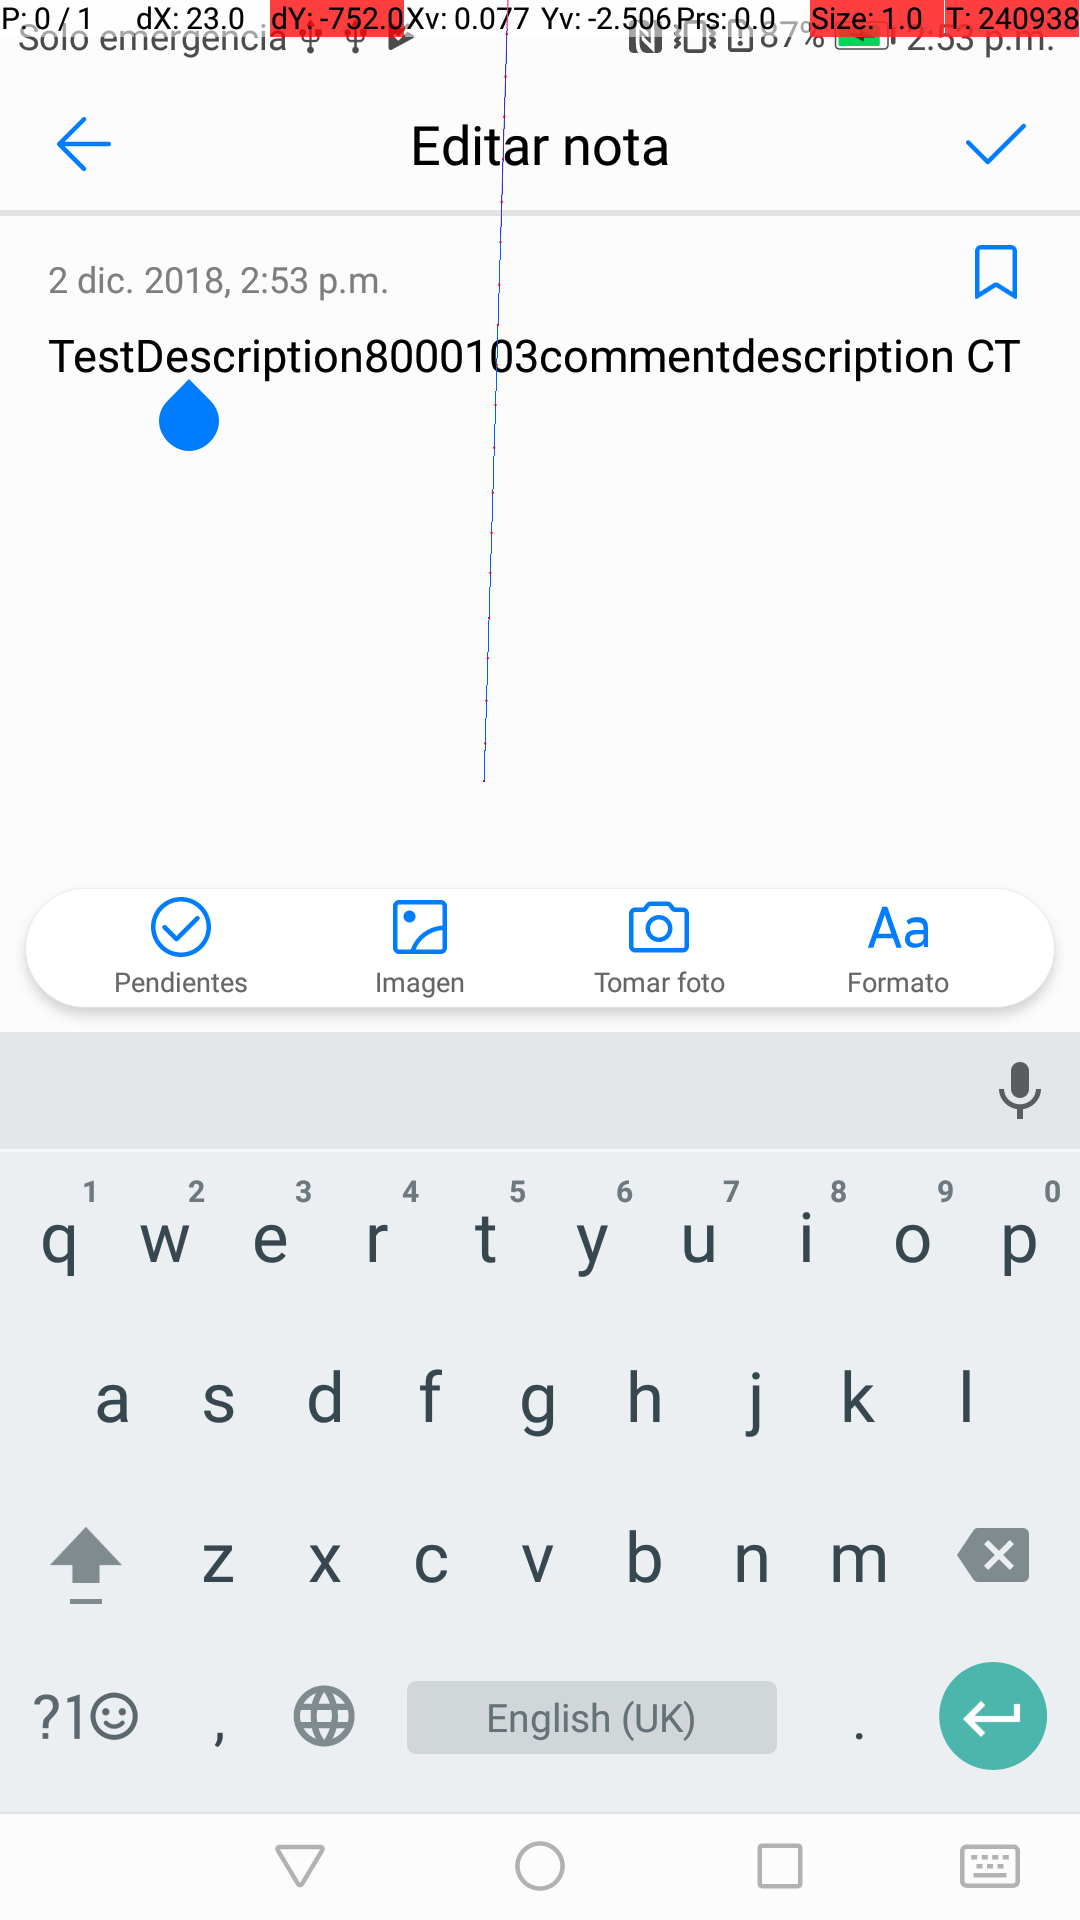 P: 0 / 1 dX: 23.0 dY: -752.0 Xv: 0.077 Yv: -2.506 Prs: 0.0 Size: 1.0 T: 240938
Solo emergencia 87% 2:53 p.m.
Editar nota
2 dic. 2018, 2:53 p.m.
TestDescription8000103commentdescription CT
Aa
Pendientes Imagen Tomar foto Formato
1 2 3 4 5 6 7 8 9 0
q w e r t y u i o p
a s d f g h j k l
z x c v b n m
?1 , English (UK) .